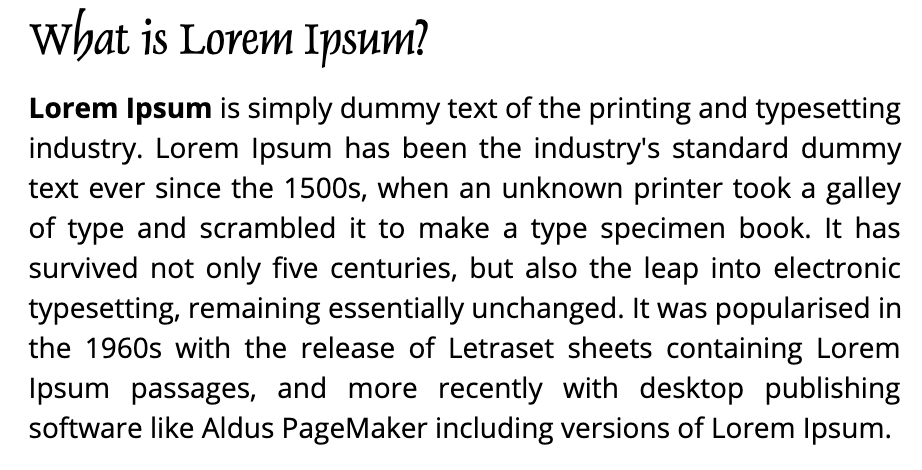 What is Lorem Ipsum?
Lorem Ipsum is simply dummy text of the printing and typesetting
industry. Lorem Ipsum has been the industry's standard dummy
text ever since the 1500s, when an unknown printer took a galley
of type and scrambled it to make a type specimen book. It has
survived not only five centuries, but also the leap into electronic
typesetting, remaining essentially unchanged. It was popularised in
the 1960s with the release of Letraset sheets containing Lorem
Ipsum passages, and more recently with desktop publishing
software like Aldus PageMaker including versions of Lorem Ipsum.